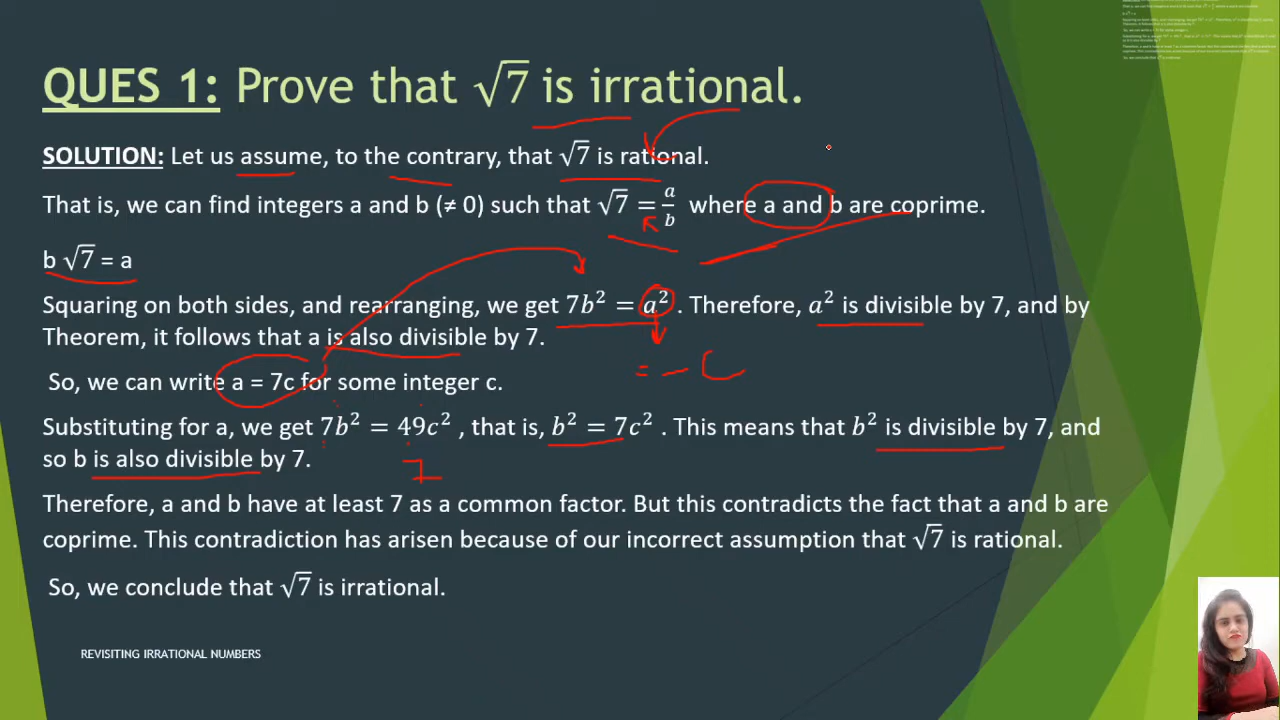 QUES 1: Prove that √7 is irrational.
SOLUTION: Let us assume, to the contrary, that √7 is rational.
That is, we can find integers a and b (≠ 0) such that √7 = a/b where a and b are coprime.
b √7 = a
Squaring on both sides, and rearranging, we get 7b² = a² . Therefore, a² is divisible by 7, and by
Theorem, it follows that a is also divisible by 7.
= – C
So, we can write a = 7c for some integer c.
Substituting for a, we get 7b² = 49c² , that is, b² = 7c² . This means that b² is divisible by 7, and
so b is also divisible by 7.
7
Therefore, a and b have at least 7 as a common factor. But this contradicts the fact that a and b are
coprime. This contradiction has arisen because of our incorrect assumption that √7 is rational.
So, we conclude that √7 is irrational.
REVISITING IRRATIONAL NUMBERS